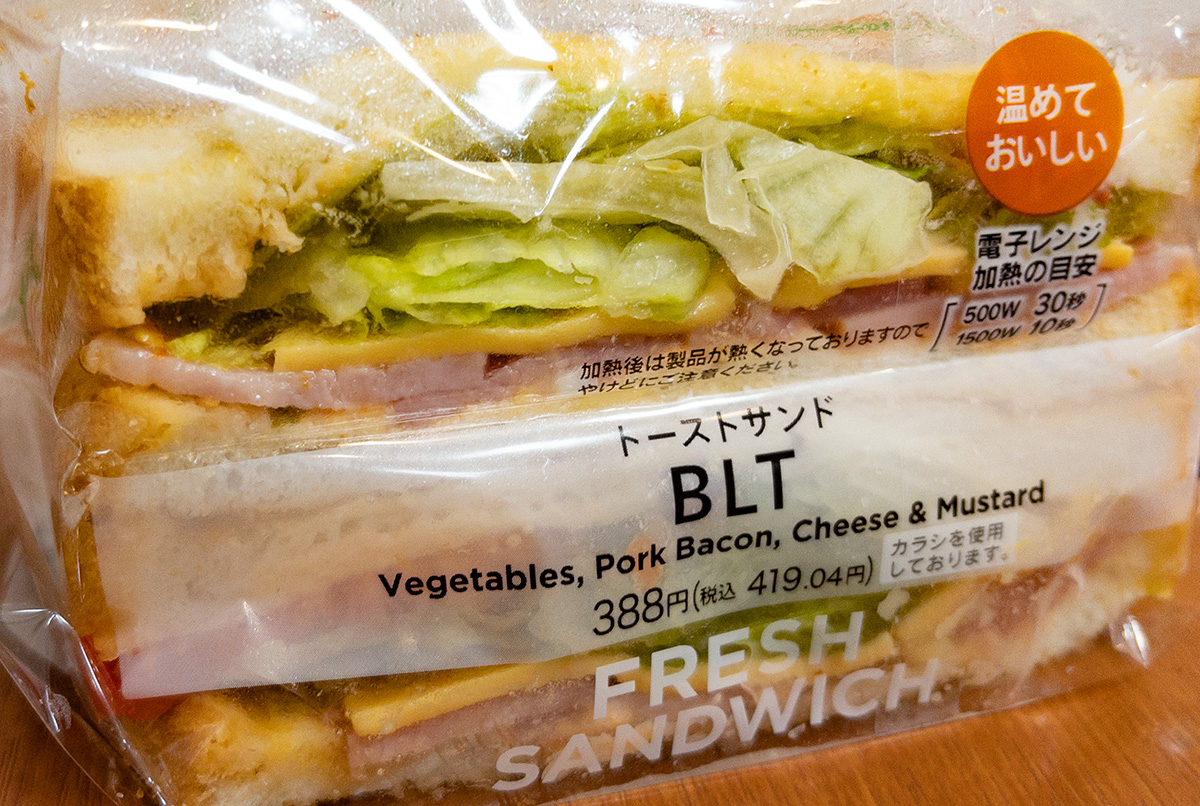 温めて
おいしい
電子レンジ
加熱の目安
500W 30秒
1500W 10秒
加熱後は製品が熱くなっておりますので
やけどにご注意ください。
トーストサンド
BLT
Vegetables, Pork Bacon, Cheese & Mustard
388円(税込 419.04円)
カラシを使用
しております。
FRESH
SANDWICH